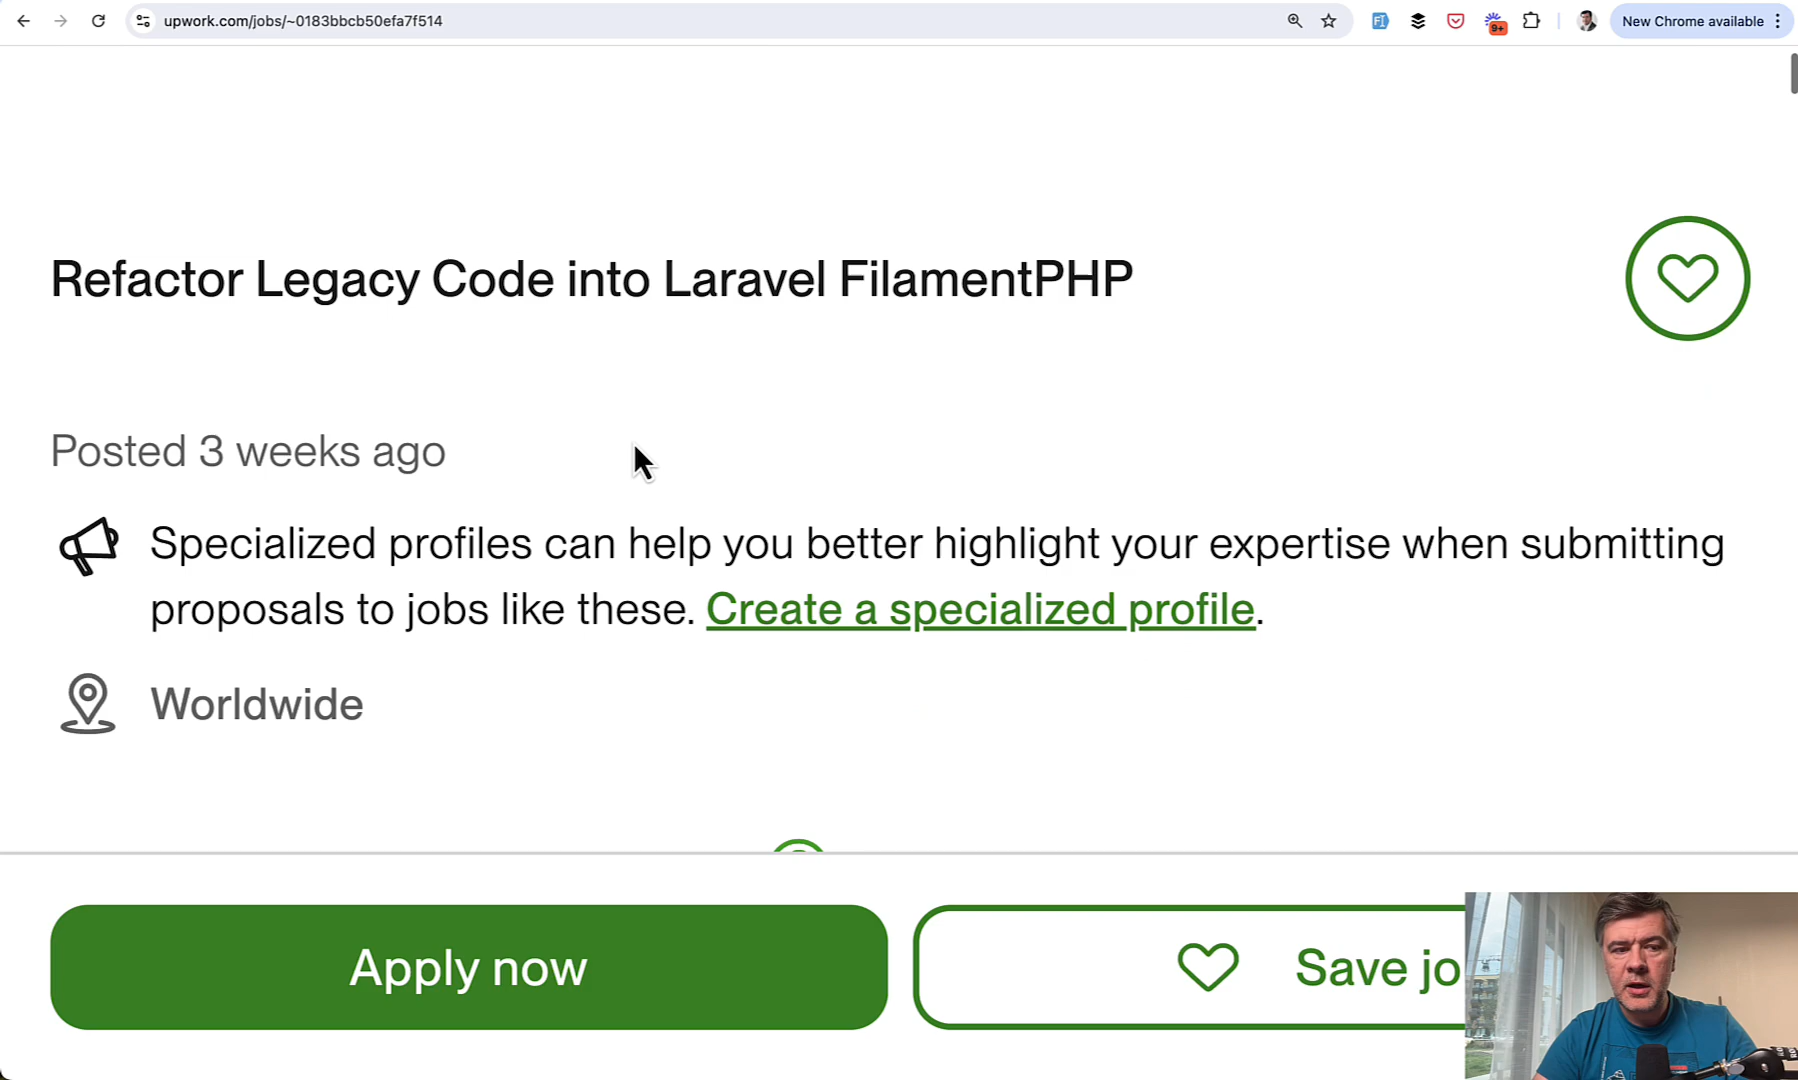 upwork.com/jobs/~0183bbcb50efa7f514
9+
New Chrome available
Refactor Legacy Code into Laravel FilamentPHP
Posted 3 weeks ago
Specialized profiles can help you better highlight your expertise when submitting
proposals to jobs like these. Create a specialized profile.
Worldwide
Apply now
Save jo